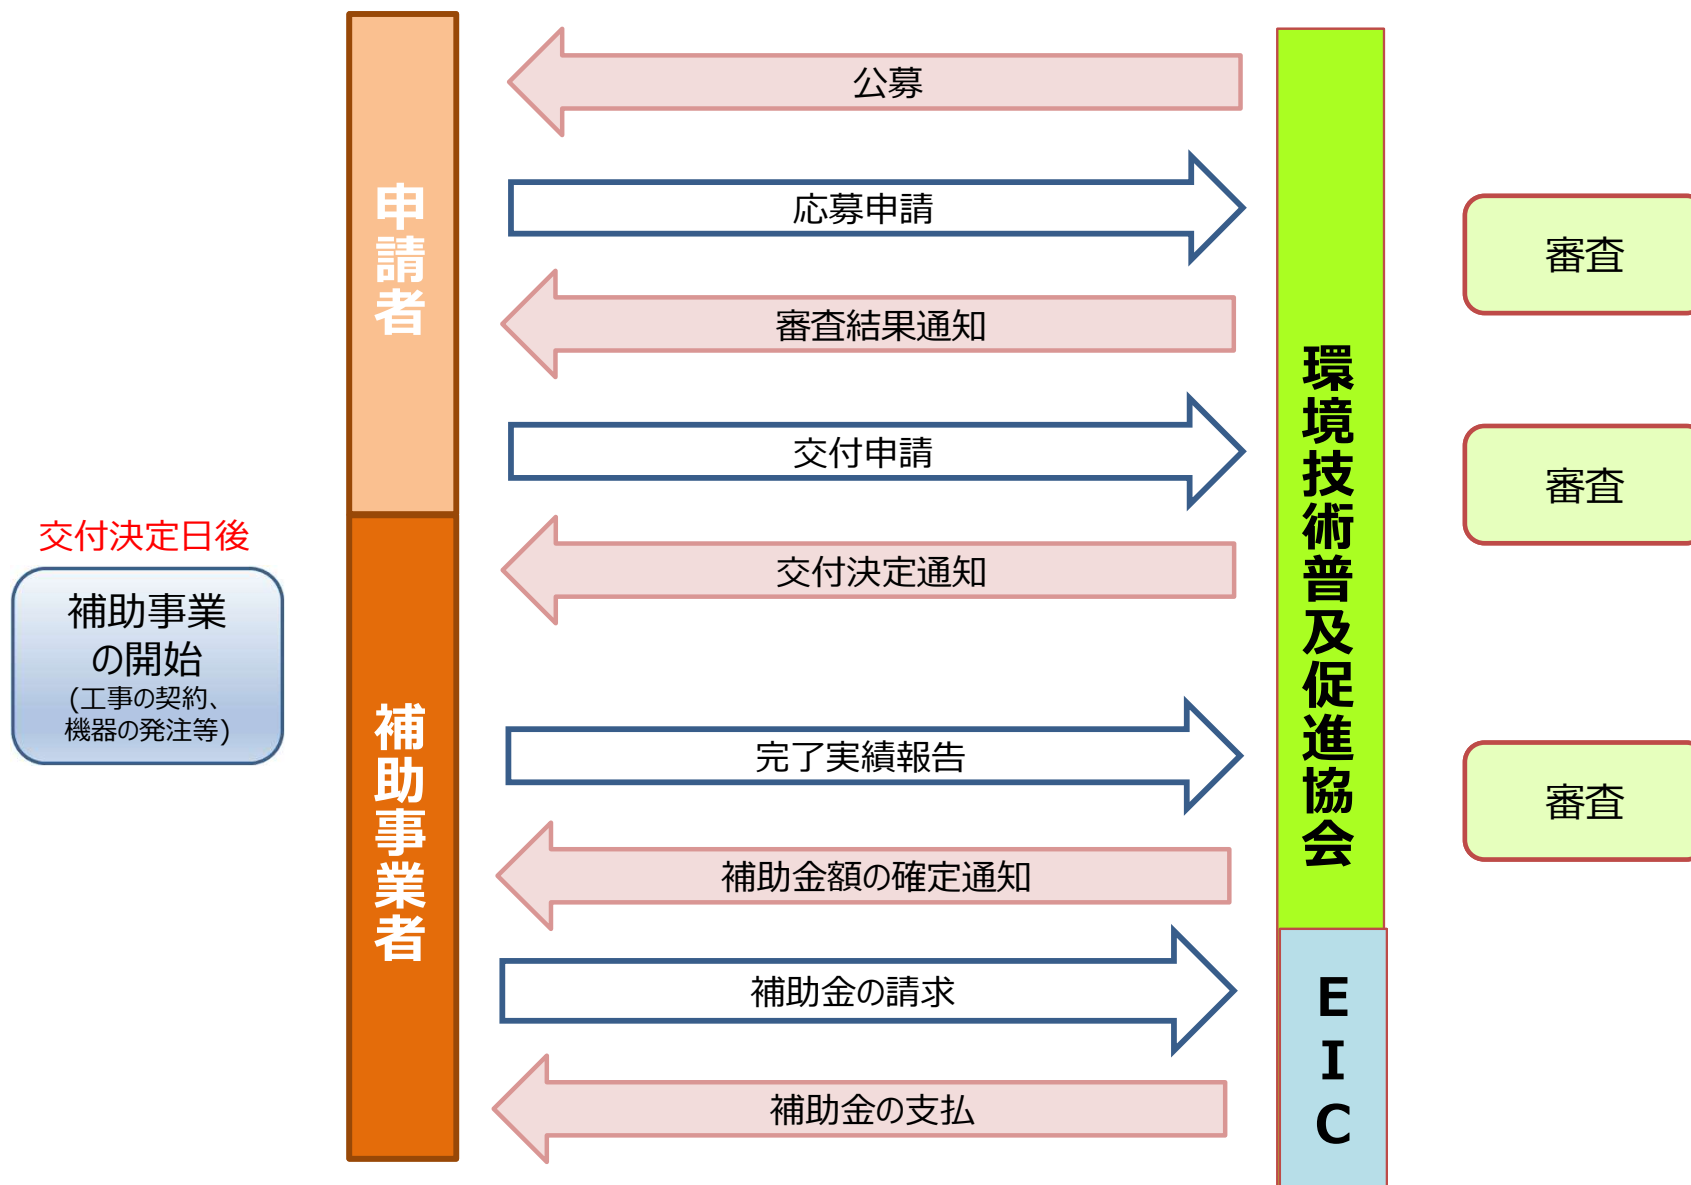 公募
応募申請
審査
申請者
審査結果通知
環境技術普及促進協会
交付申請
審査
交付決定日後
交付決定通知
補助事業
の開始
(工事の契約、
機器の発注等)
補助事業者
完了実績報告
審査
補助金額の確定通知
補助金の請求
EIC
補助金の支払